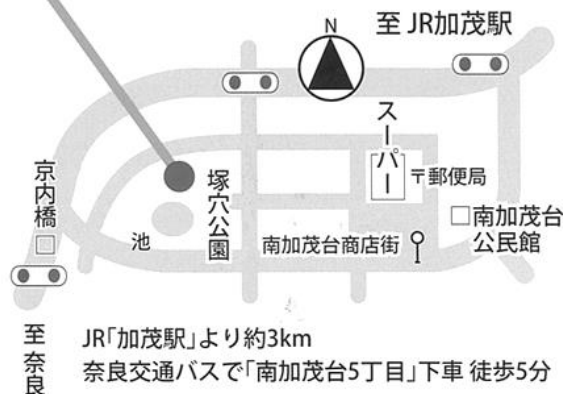 N
至 JR加茂駅
スーパー
〒郵便局
京内橋
塚穴公園
池
南加茂台商店街
南加茂台
公民館
至奈良
JR「加茂駅」より約3km
奈良交通バスで「南加茂台5丁目」下車 徒歩5分